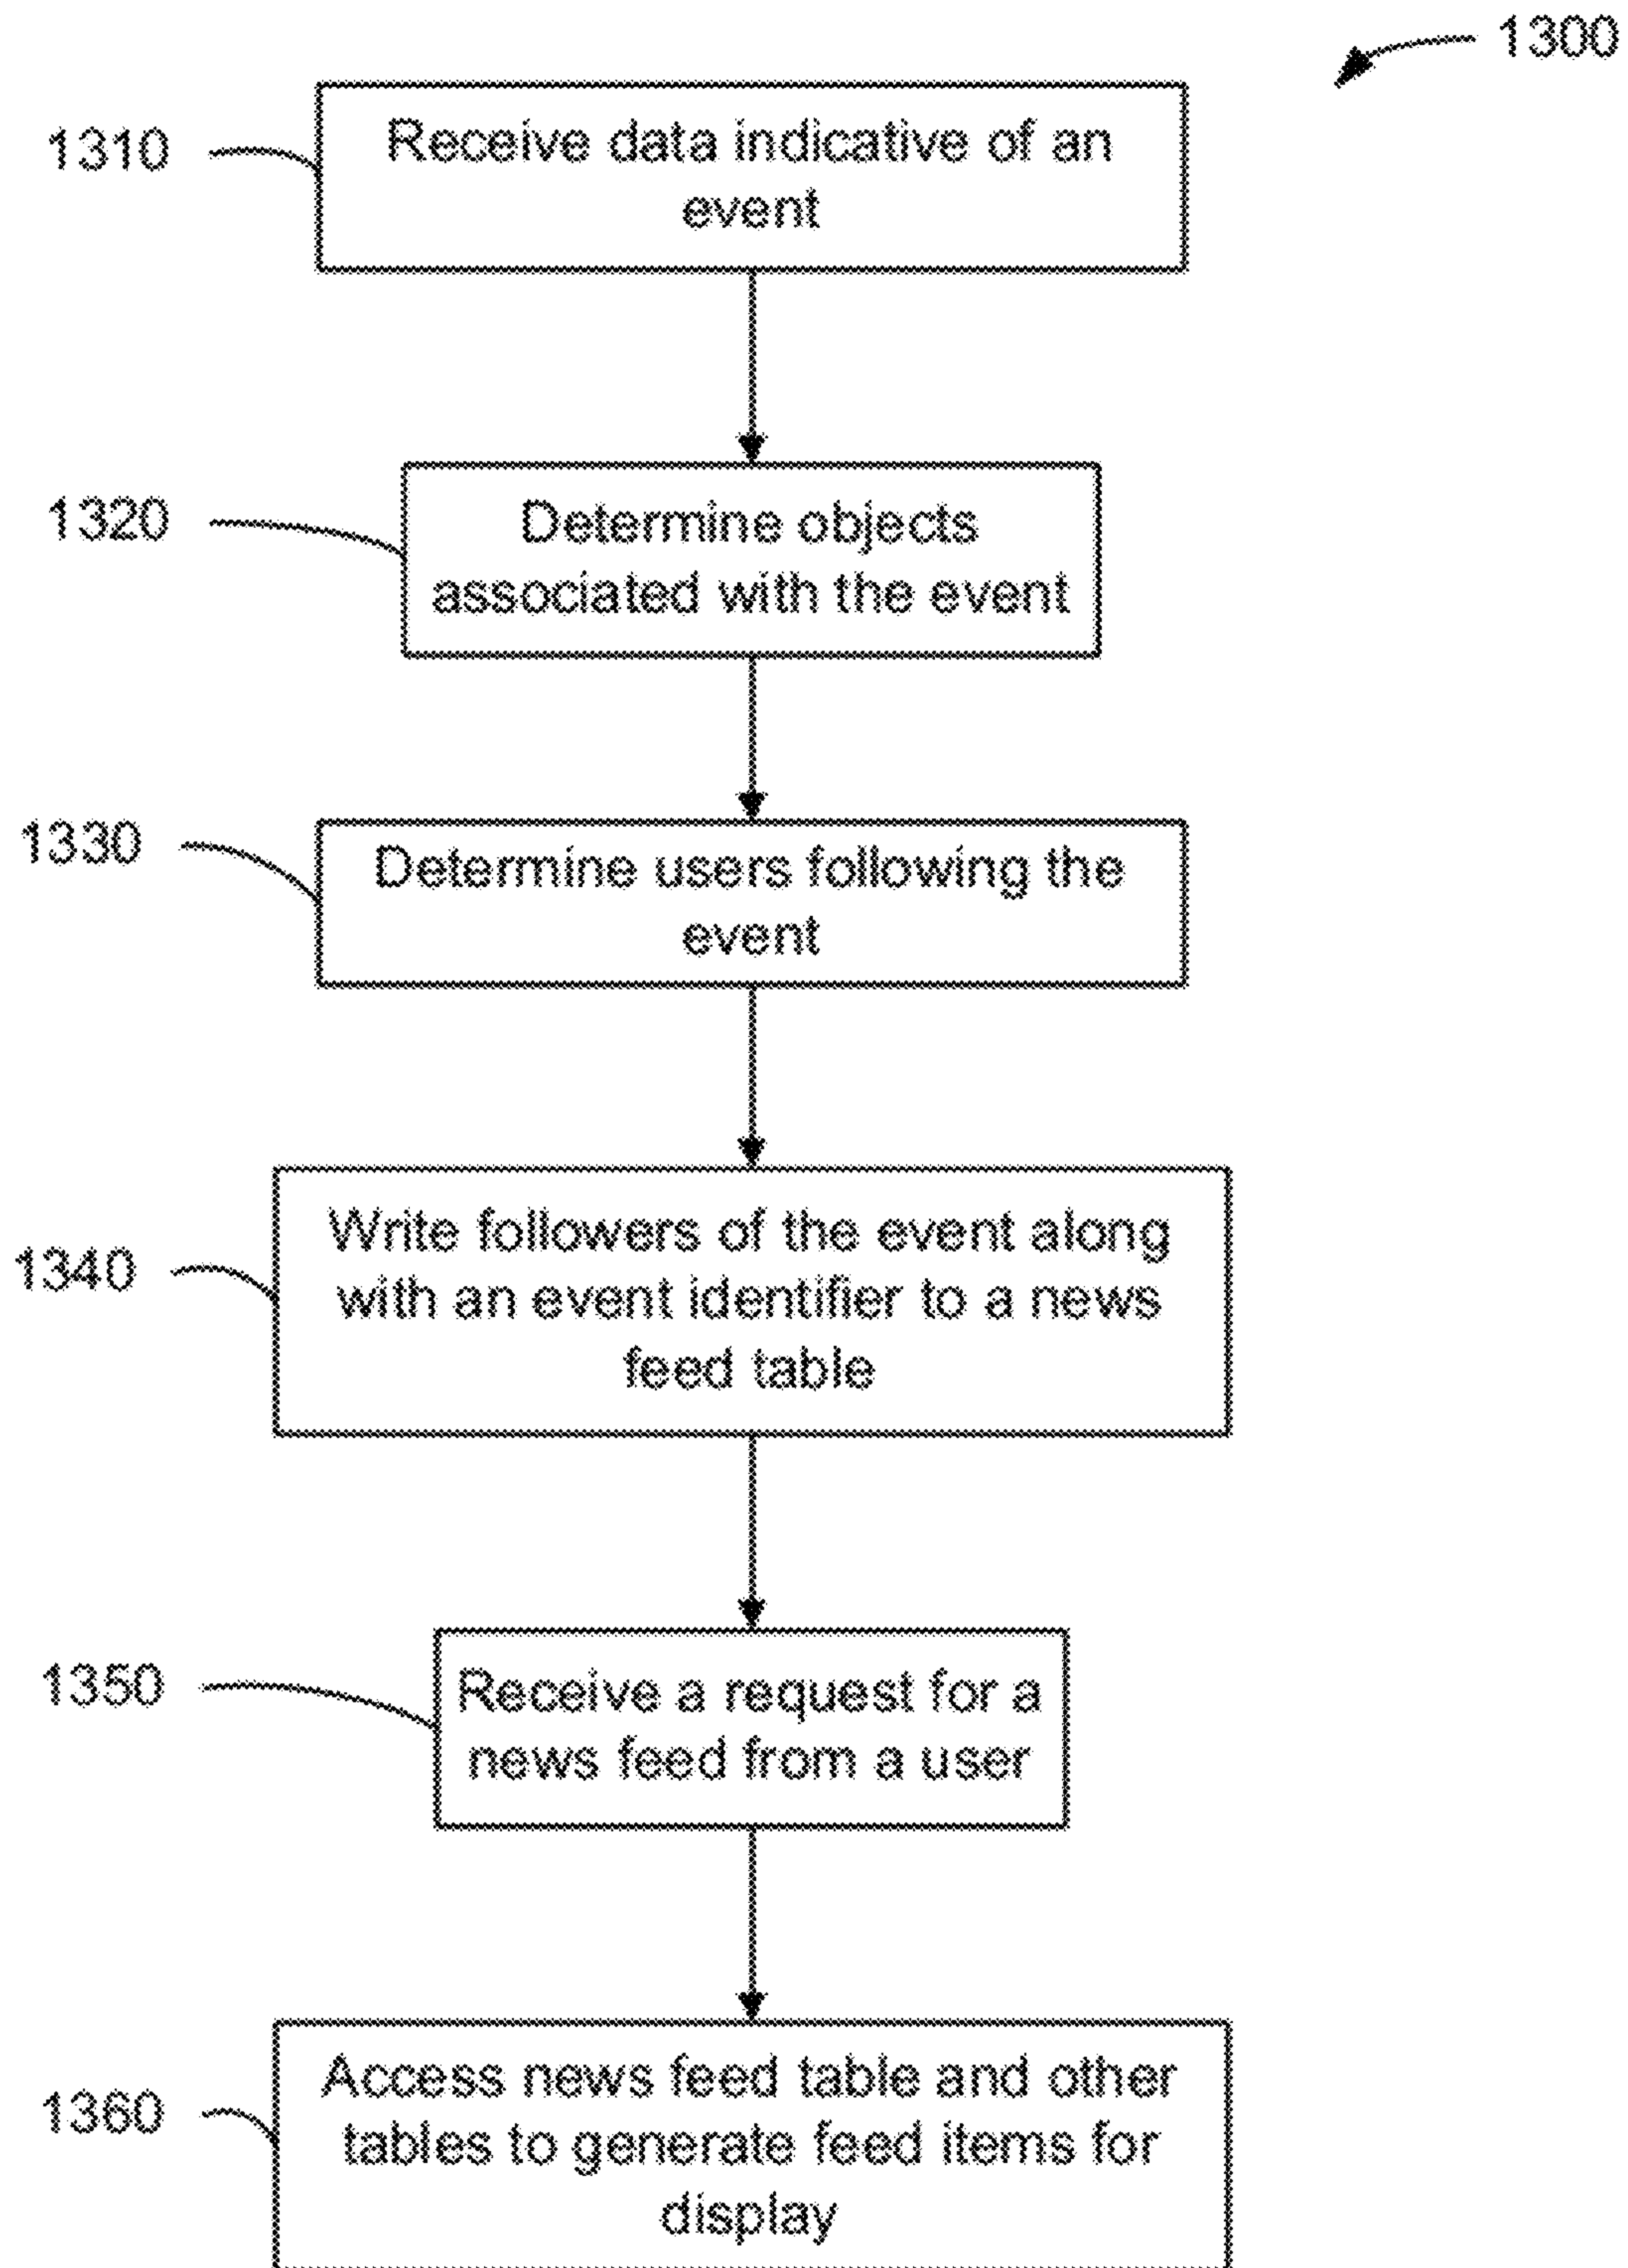 1300
1310
Receive data indicative of an
event
1320
Determine objects
associated with the event
1330
Determine users following the
event
1340
Write followers of the event along
with an event identifier to a news
feed table
1350
Receive a request for a
news feed from a user
1360
Access news feed table and other
tables to generate feed items for
display